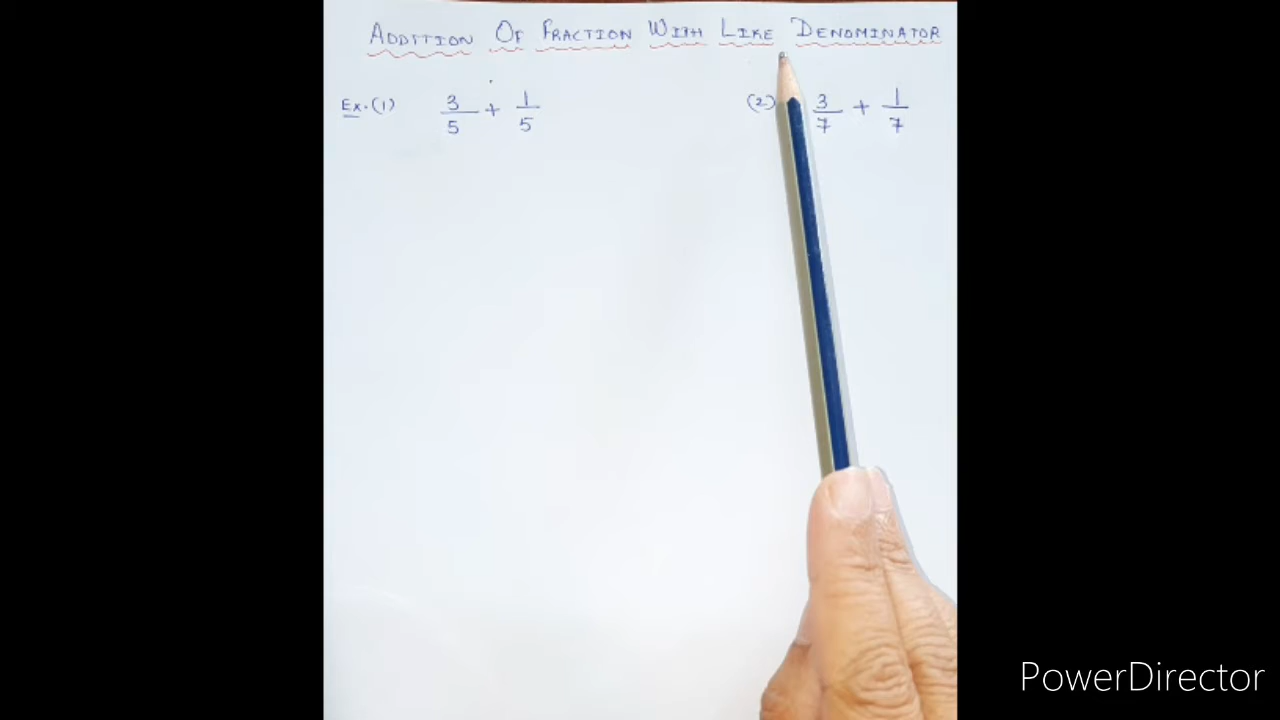 ADDITION OF FRACTION WITH LIKE DENOMINATOR
Ex.(1) 3/5 + 1/5 (2) 3/7 + 1/7
PowerDirector